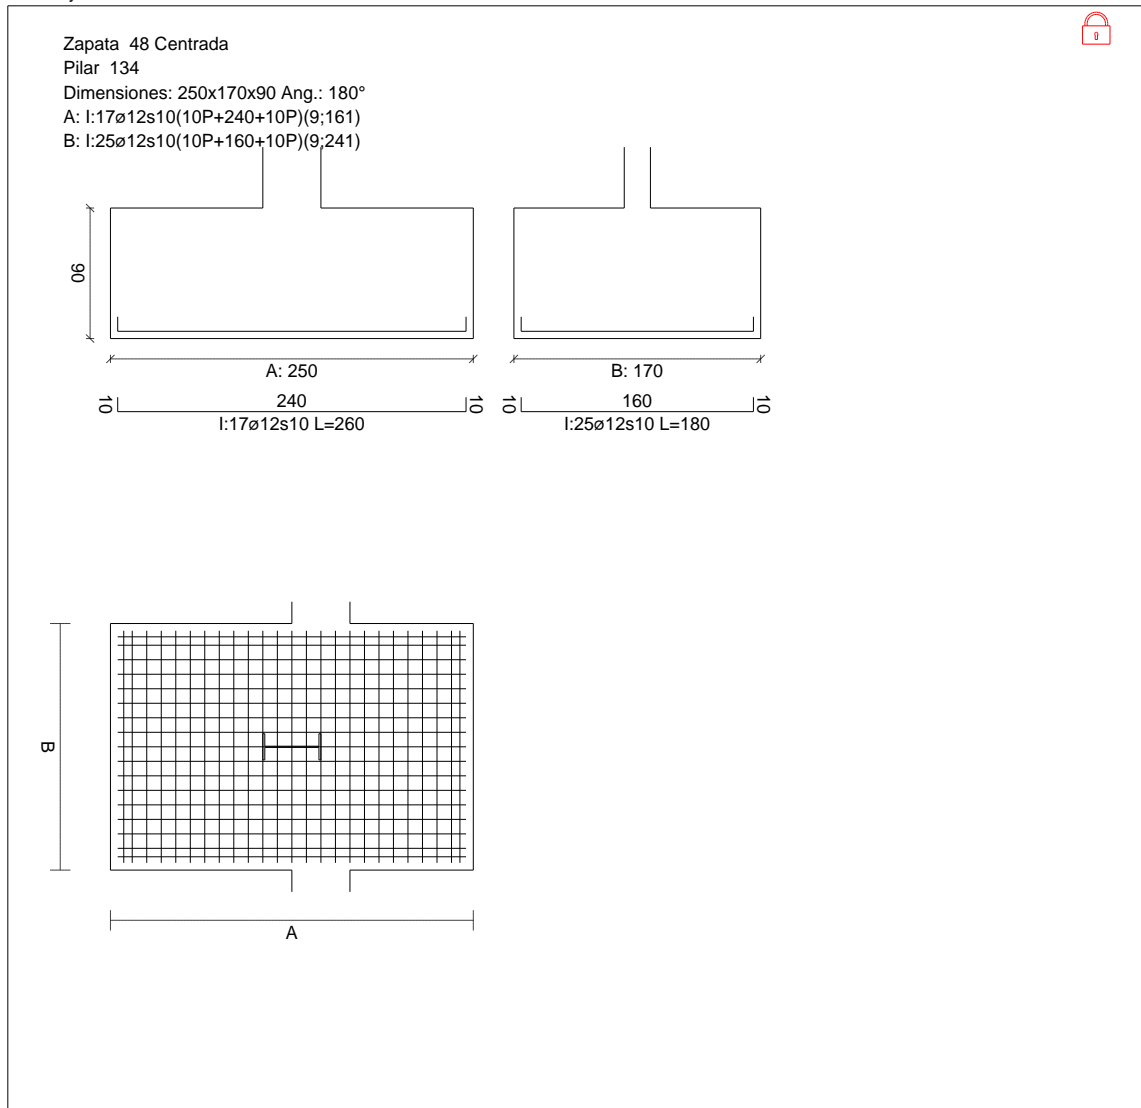 Zapata 48 Centrada
Pilar 134
Dimensiones: 250x170x90 Ang.: 180°
A: I:17ø12s10(10P+240+10P)(9;161)
B: I:25ø12s10(10P+160+10P)(9;241)
90
A: 250
B: 170
10 240 10
I:17ø12s10 L=260
10 160 10
I:25ø12s10 L=180
B
A